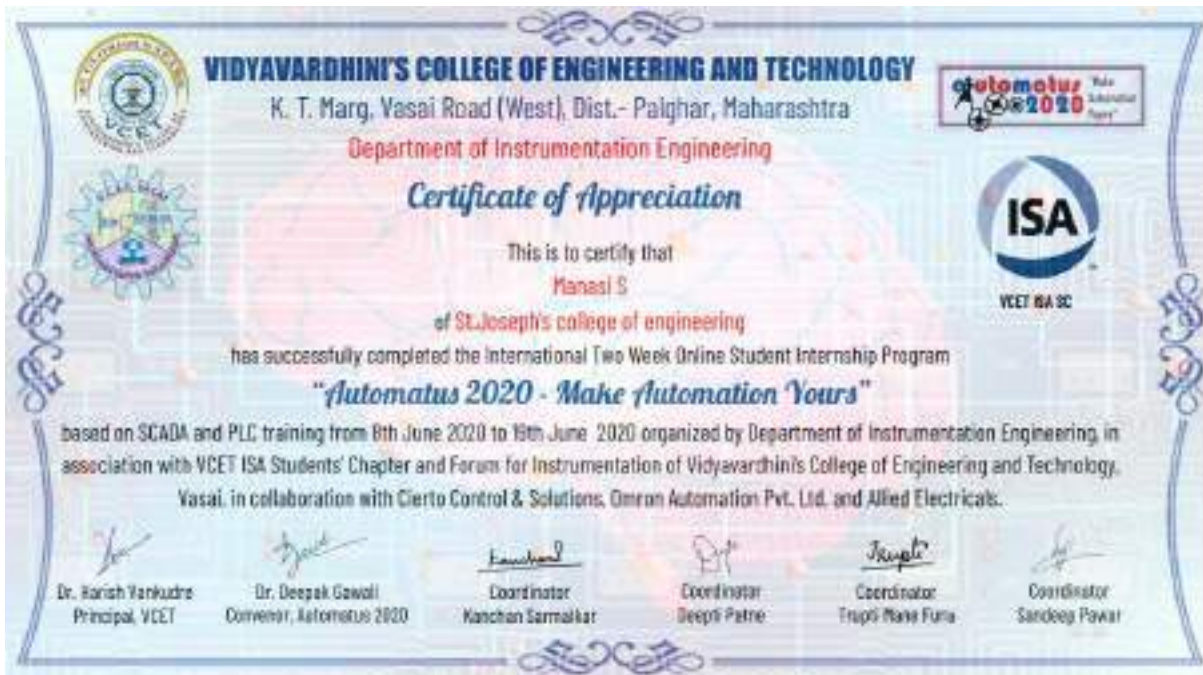 VIDYAVARDHINI'S COLLEGE OF ENGINEERING AND TECHNOLOGY
K. T. Marg, Vasai Road (West), Dist.- Palghar, Maharashtra
automatus
2020
Department of Instrumentation Engineering
VCET
Certificate of Appreciation
ISA
VCET ISA SC
This is to certify that
Manasi S
of St.Joseph's college of engineering
has successfully completed the International Two Week Online Student Internship Program
"Automatus 2020 - Make Automation Yours"
based on SCADA and PLC training from 8th June 2020 to 19th June 2020 organized by Department of Instrumentation Engineering, in
association with VCET ISA Students' Chapter and Forum for Instrumentation of Vidyavardhini's College of Engineering and Technology,
Vasai, in collaboration with Cierto Control & Solutions, Omron Automation Pvt. Ltd. and Allied Electricals.
Dr. Harish Vankudre
Principal, VCET
Dr. Deepak Gawali
Convenor, Automatus 2020
Coordinator
Kanchan Sarmalkar
Coordinator
Deepti Patne
Coordinator
Trupti Mane Furia
Coordinator
Sandeep Pawar